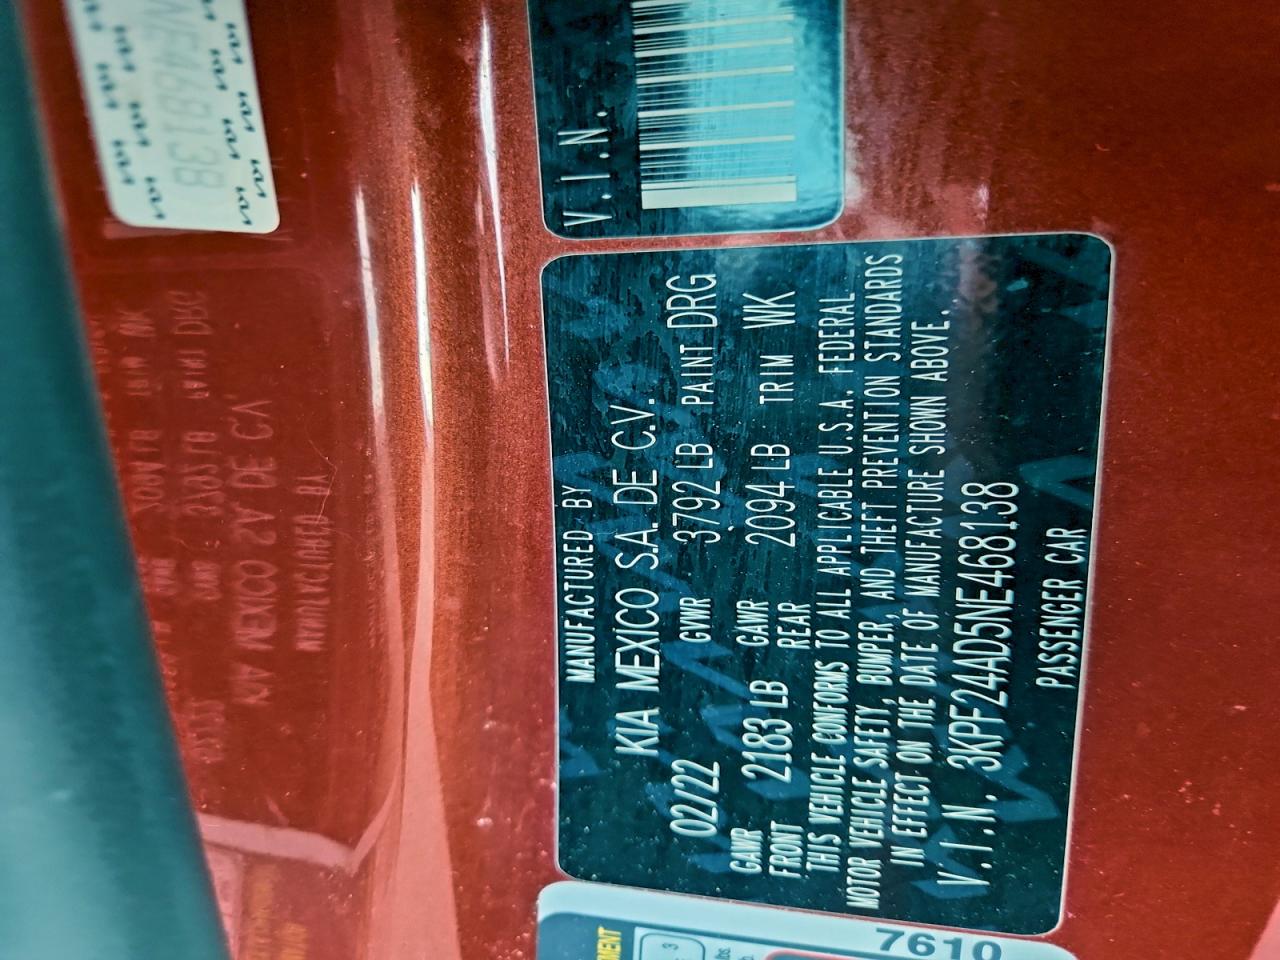 V.I.N.
MANUFACTURED BY
KIA MEXICO S.A. DE C.V.
02/22 GVWR 3792 LB PAINT DRG
GAWR FRONT 2183 LB GAWR REAR 2094 LB TRIM WK
THIS VEHICLE CONFORMS TO ALL APPLICABLE U.S.A. FEDERAL
MOTOR VEHICLE SAFETY, BUMPER, AND THEFT PREVENTION STANDARDS
IN EFFECT ON THE DATE OF MANUFACTURE SHOWN ABOVE.
V.I.N. 3KPF24AD5NE468138
PASSENGER CAR
7610